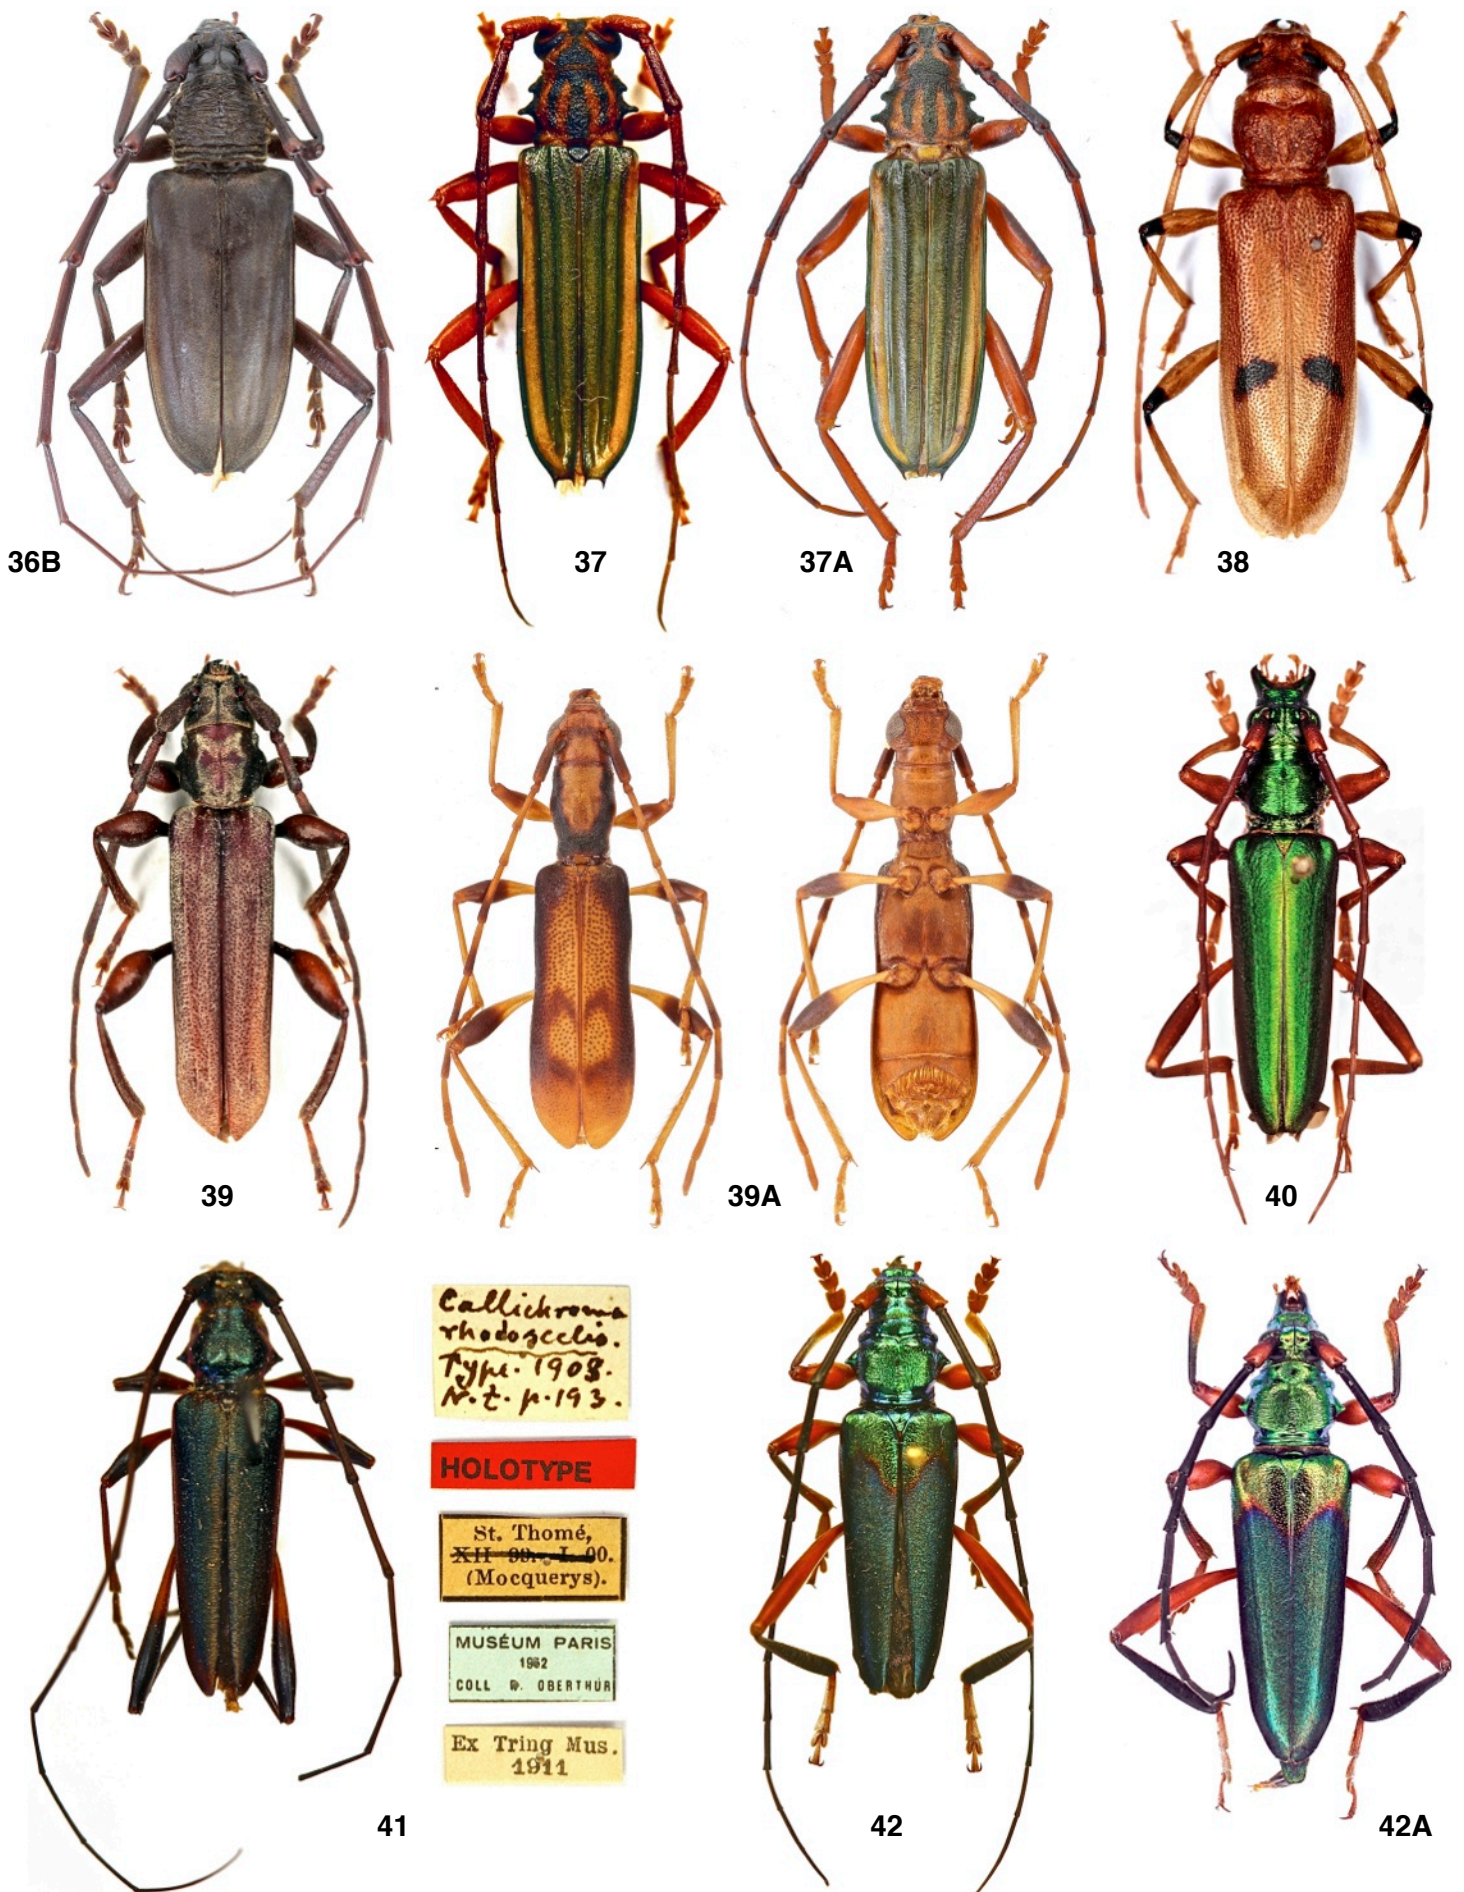 36B
37
37A
38
39
39A
40
Callichroma
rhodoscelis.
Type. 1908.
N. Z. p. 193.
HOLOTYPE
St. Thomé,
XII 99. I. 00.
(Mocquerys).
MUSÉUM PARIS
1952
COLL R. OBERTHÜR
Ex Tring Mus.
1911
41
42
42A